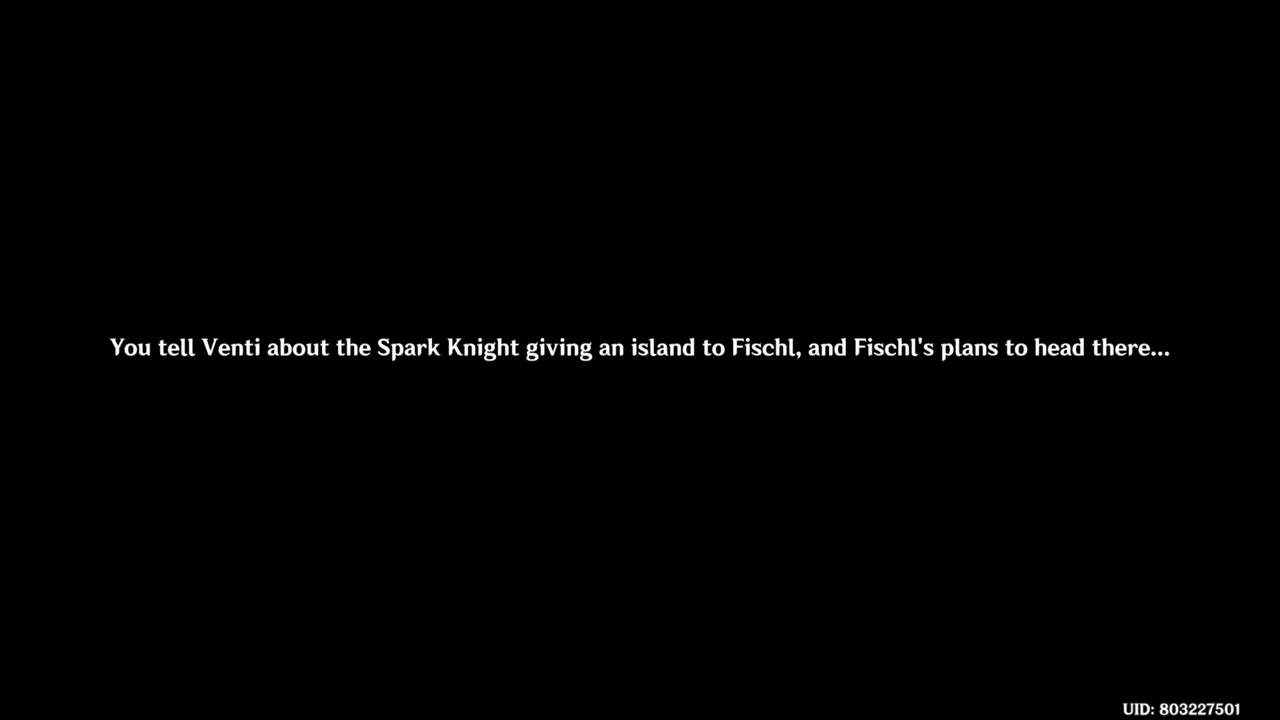 You tell Venti about the Spark Knight giving an island to Fischl, and Fischl's plans to head there...
UID: 803227501